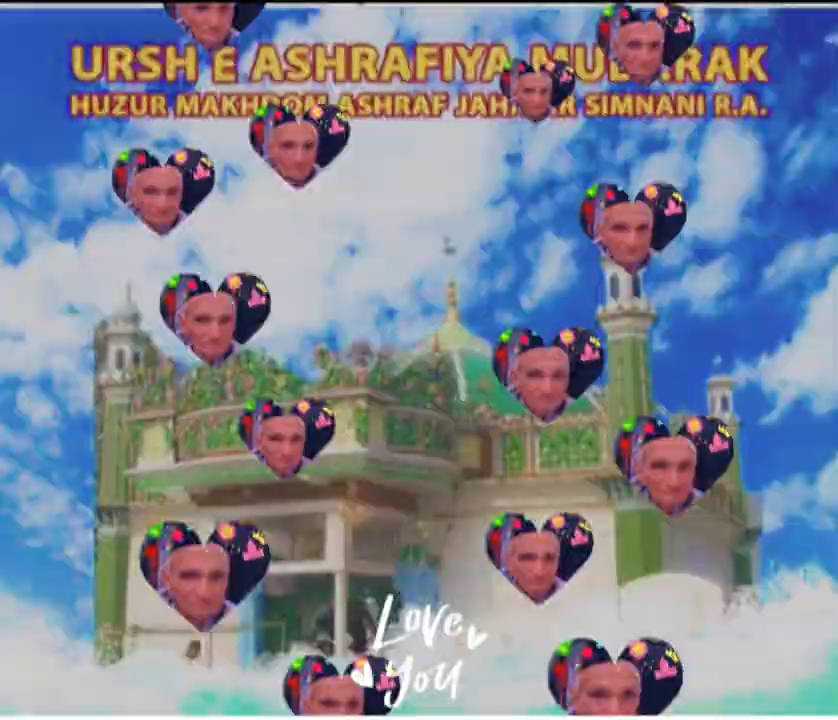 URSH E ASHRAFIYA
HUZUR ASHRAF SIMNANI R.A.
Love
You